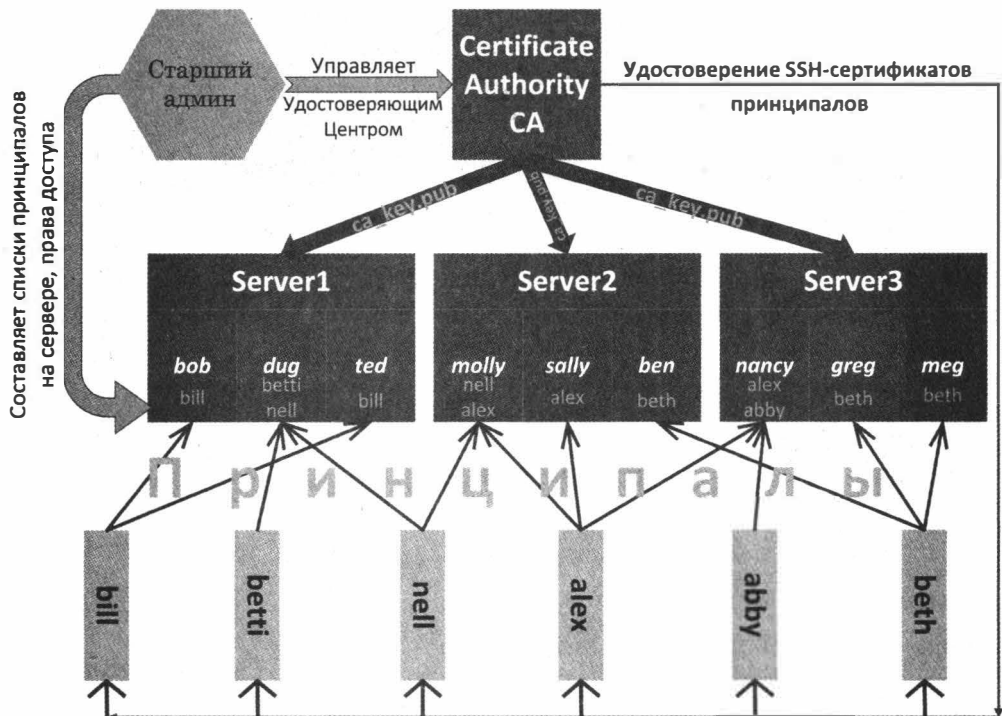 Старший
админ
Управляет
Удостоверяющим
Центром
Certificate
Authority
CA
Удостоверение SSH-сертификатов
принципалов
Составляет списки принципалов
на сервере, права доступа
ca_key.pub
ca_key.pub
ca_key.pub
Server1
bob
bill
dug
betti
nell
ted
bill
Server2
molly
nell
alex
sally
alex
ben
beth
Server3
nancy
alex
abby
greg
beth
meg
beth
Принципалы
bill
betti
nell
alex
abby
beth